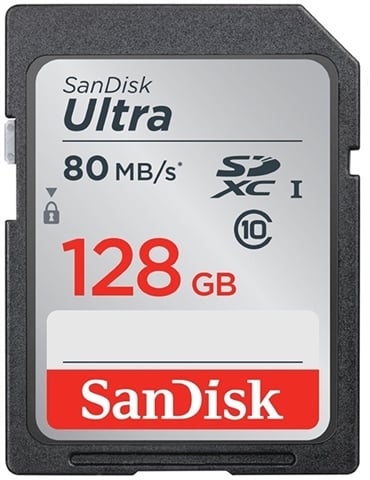 SanDisk
Ultra
80 MB/s*
SD
XC I
10
128 GB
SanDisk